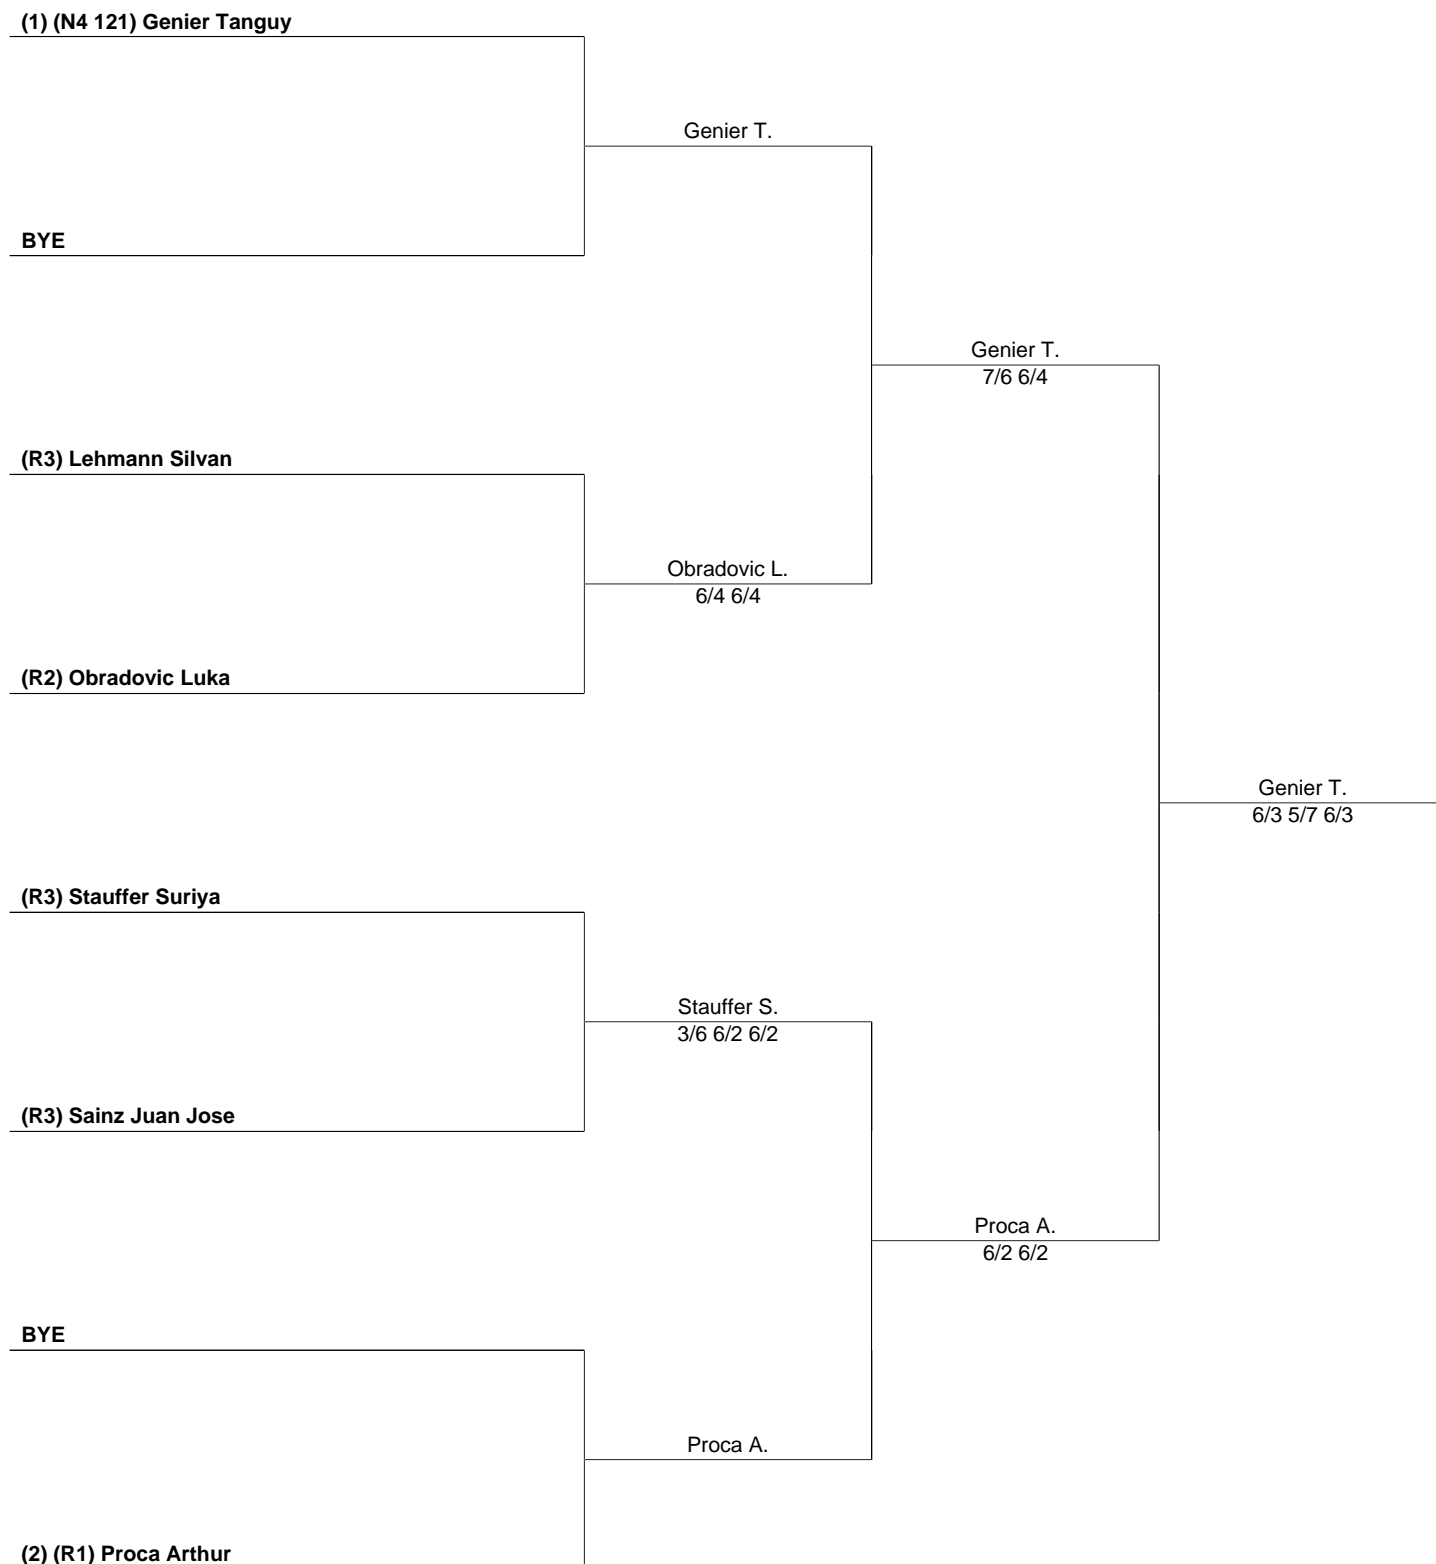 (1) (N4 121) Genier Tanguy
Genier T.
BYE
Genier T.
7/6 6/4
(R3) Lehmann Silvan
Obradovic L.
6/4 6/4
(R2) Obradovic Luka
Genier T.
6/3 5/7 6/3
(R3) Stauffer Suriya
Stauffer S.
3/6 6/2 6/2
(R3) Sainz Juan Jose
Proca A.
6/2 6/2
BYE
Proca A.
(2) (R1) Proca Arthur